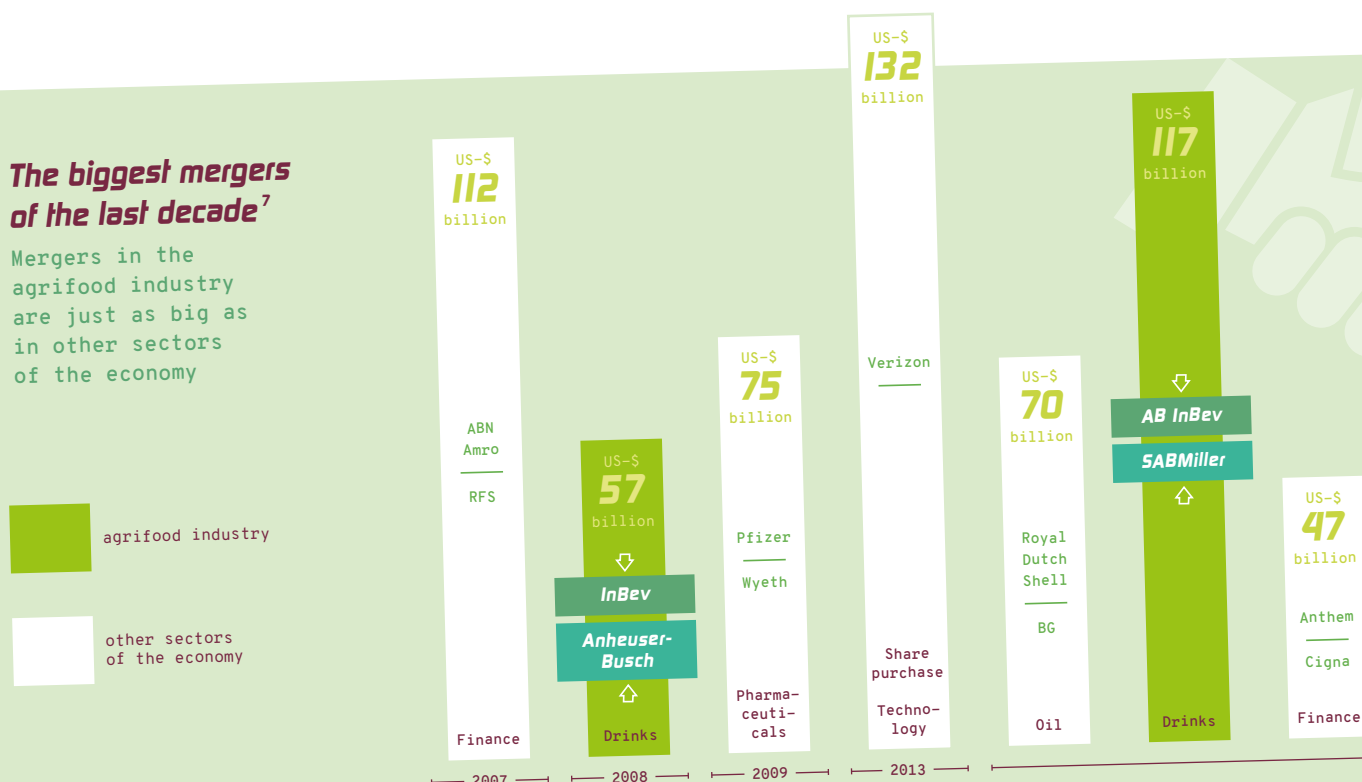 The biggest mergers
of the last decade7
Mergers in the
agrifood industry
are just as big as
in other sectors
of the economy
agrifood industry
other sectors
of the economy
US-$
112
billion
ABN
Amro
RFS
Finance
2007
US-$
57
billion
InBev
Anheuser-
Busch
Drinks
2008
US-$
75
billion
Pfizer
Wyeth
Pharma-
ceuti-
cals
2009
US-$
132
billion
Verizon
Share
purchase
Techno-
logy
2013
US-$
70
billion
Royal
Dutch
Shell
BG
Oil
US-$
117
billion
AB InBev
SABMiller
Drinks
US-$
47
billion
Anthem
Cigna
Finance